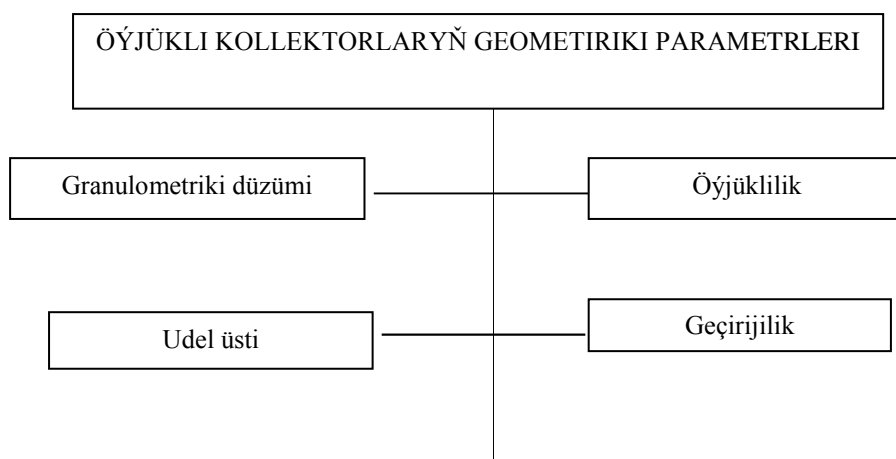 ÖÝJÜKLI KOLLEKTORLARYŇ GEOMETIRIKI PARAMETRLERI
Granulometriki düzümi
Öýjüklilik
Udel üsti
Geçirijilik